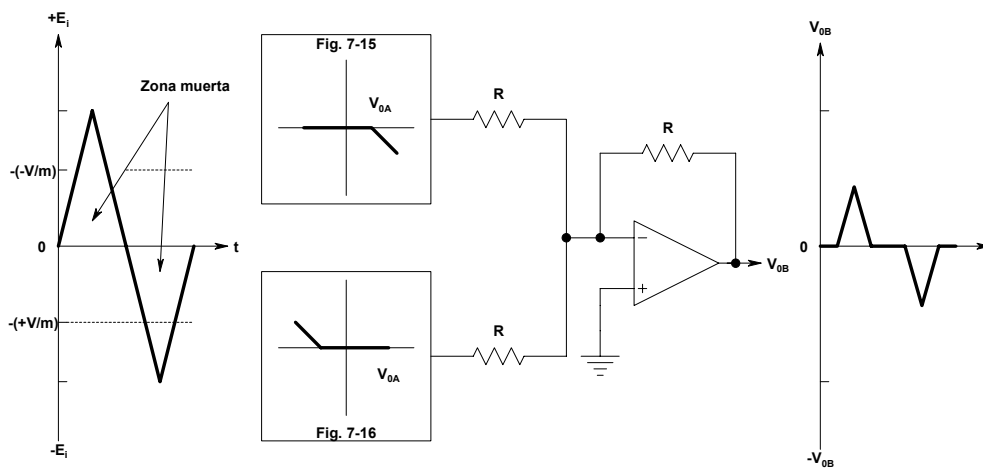 +Ei
Zona muerta
-(-V/m)
0
t
-(+V/m)
-Ei
Fig. 7-15
V0A
R
R
V0B
V0A
Fig. 7-16
R
V0B
0
-V0B